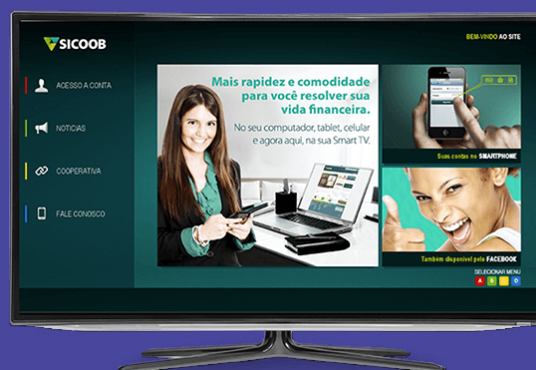 SICOOB
BEM-VINDO AO SITE
ACESSO A CONTA
NOTICIAS
COOPERATIVA
FALE CONOSCO
Mais rapidez e comodidade
para você resolver sua
vida financeira.
No seu computador, tablet, celular
e agora aqui, na sua Smart TV.
Suas contas no SMARTPHONE
Também disponível pelo FACEBOOK
SELECIONAR MENU
A B C D